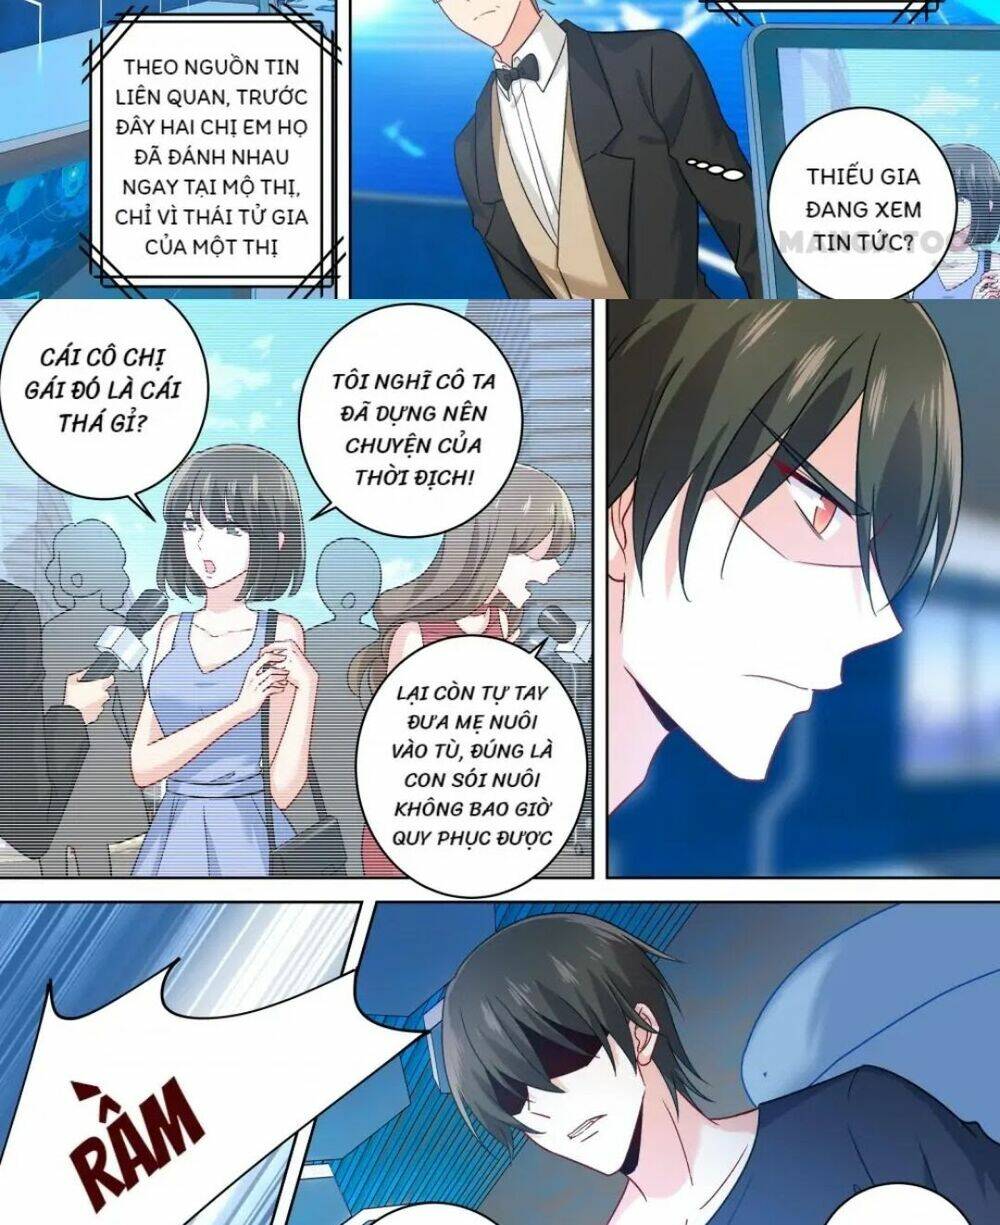 THEO NGUỒN TIN
LIÊN QUAN, TRƯỚC
ĐÂY HAI CHỊ EM HỌ
ĐÃ ĐÁNH NHAU
NGAY TẠI MỘ THỊ,
CHỈ VÌ THÁI TỬ GIA
CỦA MỘT THỊ
THIẾU GIA
ĐANG XEM
TIN TỨC?
CÁI CÔ CHỊ
GÁI ĐÓ LÀ CÁI
THÁ GỈ?
TÔI NGHĨ CÔ TA
ĐÃ DỰNG NÊN
CHUYỆN CỦA
THỜI ĐỊCH!
LẠI CÒN TỰ TAY
ĐƯA MẸ NUÔI
VÀO TÙ, ĐÚNG LÀ
CON SÓI NUÔI
KHÔNG BAO GIỜ
QUY PHỤC ĐƯỢC
RẦM